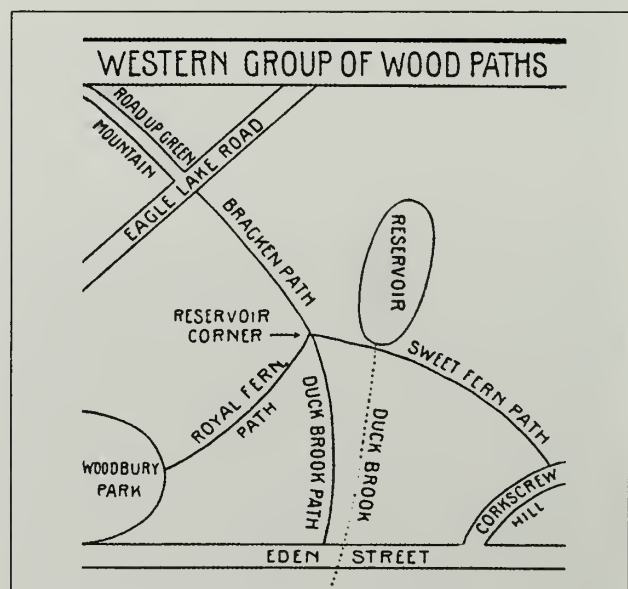 WESTERN GROUP OF WOOD PATHS
ROAD UP GREEN
MOUNTAIN
EAGLE LAKE ROAD
BRACKEN PATH
RESERVOIR
RESERVOIR
CORNER
SWEET FERN PATH
ROYAL FERN
PATH
DUCK BROOK PATH
DUCK BROOK
WOODBURY
PARK
CORKSCREW
HILL
EDEN STREET